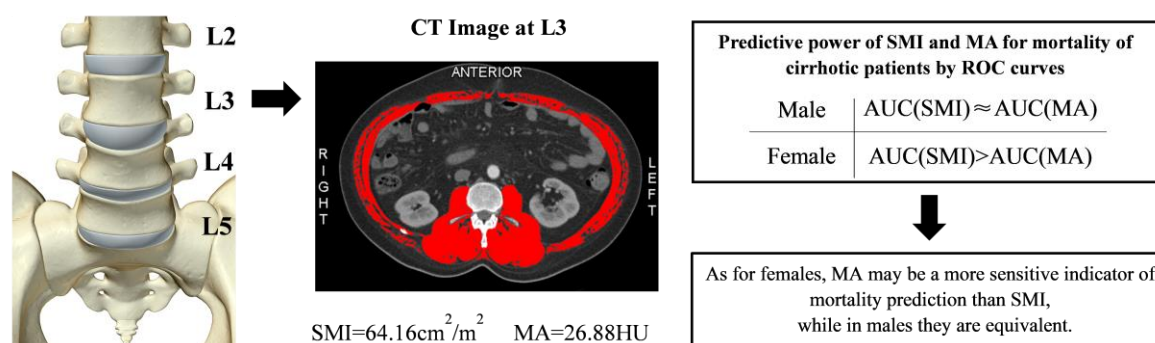 L2
L3
L4
L5
CT Image at L3
ANTERIOR
RIGHT
LEFT
SMI=64.16cm²/m² MA=26.88HU
Predictive power of SMI and MA for mortality of
cirrhotic patients by ROC curves
Male AUC(SMI)≈AUC(MA)
Female AUC(SMI)>AUC(MA)
As for females, MA may be a more sensitive indicator of
mortality prediction than SMI,
while in males they are equivalent.